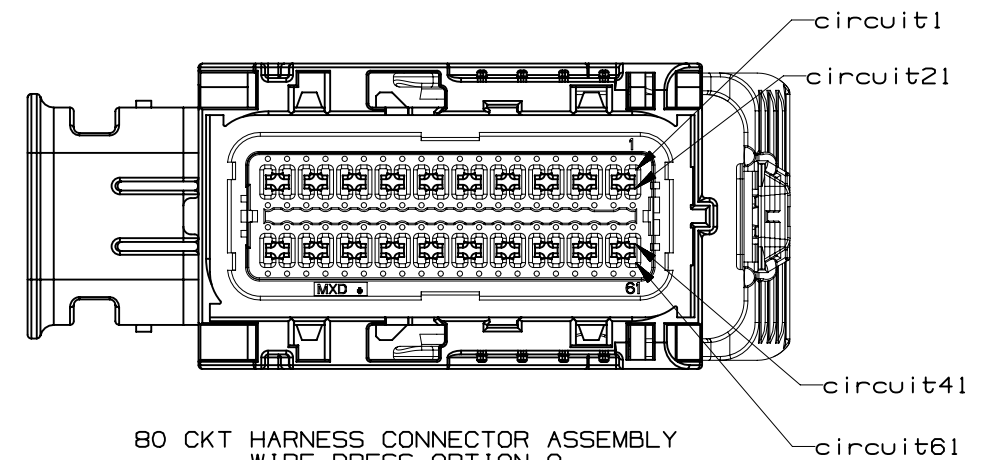 circuit1
circuit21
1
MXD
61
circuit41
80 CKT HARNESS CONNECTOR ASSEMBLY
circuit61